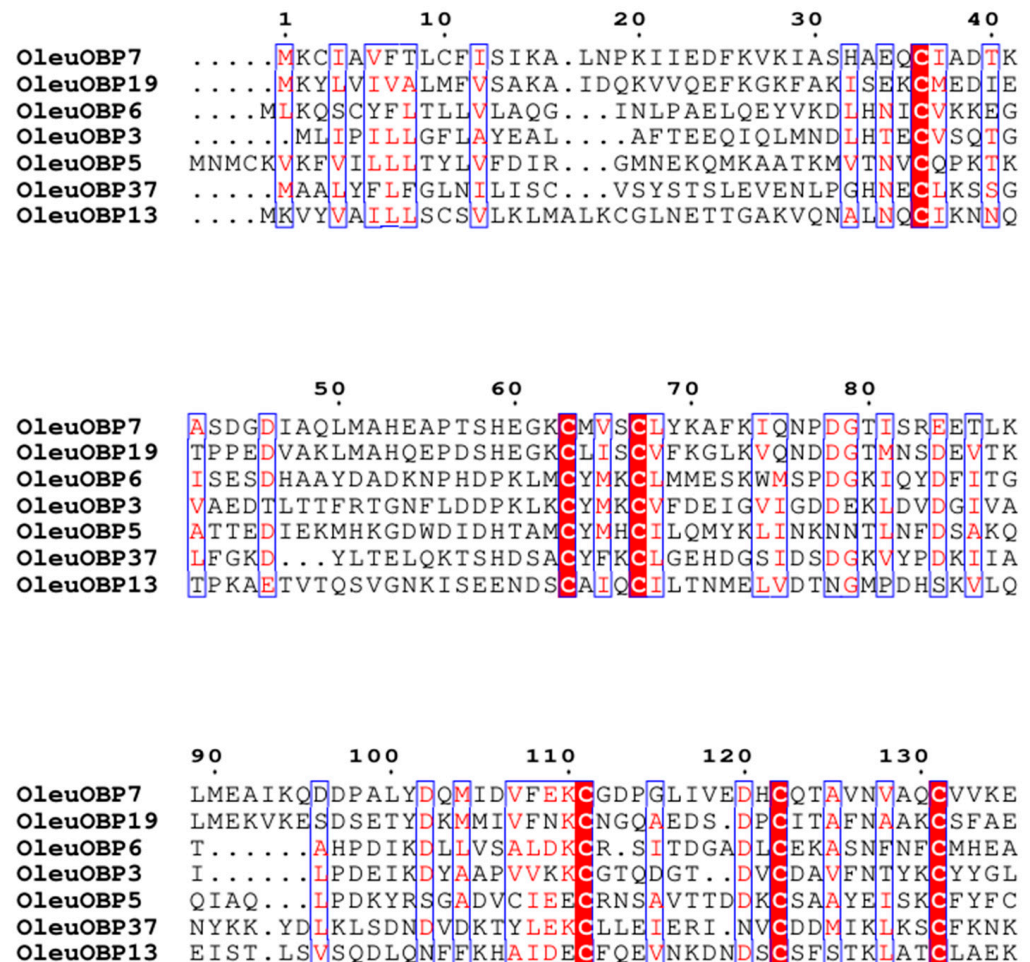 1 10 20 30 40
OleuOBP7 .....MKCIAVFTLCFISIKA.LNPKIIEDFKVKIASHAEQCIADTK
OleuOBP19 .....MKYLVIVALMFVSAKA.IDQKVVQEFKGKFAKISEKCMEDIE
OleuOBP6 ....MLKQSCYFLTLLVLAQG...INLPAELQEYVKDLHNICVKKEG
OleuOBP3 ......MLIPILLGFLAYEAL....AFTEEQIQLMNDLHTECVSQTG
OleuOBP5 MNMCKVKFVILLLTYLVFDIR...GMNEKQMKAATKMVTNVCQPKTK
OleuOBP37 .....MAALYFLFGLNILISC...VSYSTSLEVENLPGHNECLKSSG
OleuOBP13 ....MKVYVAILLSCSVLKLMALKCGLNETTGAKVQNALNQCIKNNQ
50 60 70 80
OleuOBP7 ASDGDIAQLMAHEAPTSHEGKCMVSCLYKAFKIQNPDGTISREETLK
OleuOBP19 TPPEDVAKLMAHQEPDSHEGKCLISCVFKGLKVQNDDGTMNSDEVTK
OleuOBP6 ISESDHAAYDADKNPHDPKLMCYMKCLMMESKWMSPDGKIQYDFITG
OleuOBP3 VAEDTLTTFRTGNFLDDPKLKCYMKCVFDEIGVIGDDEKLDVDGIVA
OleuOBP5 ATTEDIEKMHKGDWDIDHTAMCYMHCILQMYKLINKNNTLNFDSAKQ
OleuOBP37 LFGKD...YLTELQKTSHDSACYFKCLGEHDGSIDSDGKVYPDKIIA
OleuOBP13 TPKAETVTQSVGNKISEENDSCAIQCILTNMELVDTNGMPDHSKVLQ
90 100 110 120 130
OleuOBP7 LMEAIKQDDPALYDQMIDVFEKCGDPGLIVEDHCQTAVNVAQCVVKE
OleuOBP19 LMEKVKESDSETYDKMMIVFNKCNGQAEDS.DPCITAFNAAKCSFAE
OleuOBP6 T......AHPDIKDLLVSALDKCR.SITDGADLCEKASNFNFCMHEA
OleuOBP3 I......LPDEIKDYAAPVVKKCGTQDGT..DVCDAVFNTYKCYYGL
OleuOBP5 QIAQ...LPDKYRSGADVCIEECRNSAVTTDDKCSAAYEISKCFYFC
OleuOBP37 NYKK.YDLKLSDNDVDKTYLEKCLLEIERI.NVCDDMIKLKSCFKNK
OleuOBP13 EIST.LSVSQDLQNFFKHAIDECFQEVNKDNDSCSFSTKLATCLAEK